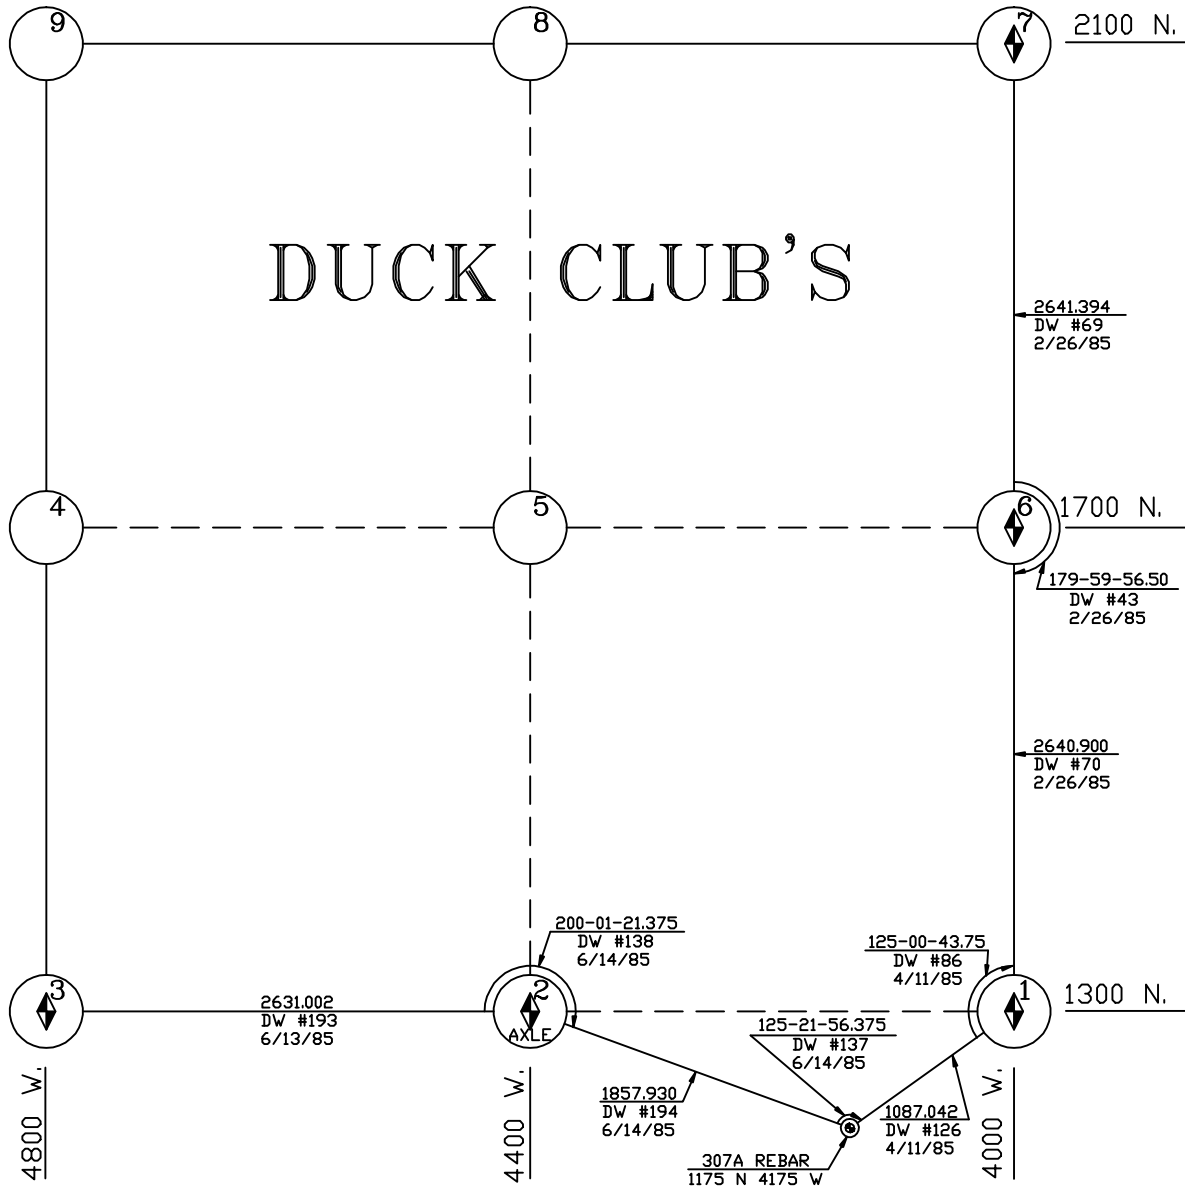 9
8
7
2100 N.
DUCK CLUB'S
2641.394
DW #69
2/26/85
4
5
6
1700 N.
179-59-56.50
DW #43
2/26/85
2640.900
DW #70
2/26/85
200-01-21.375
DW #138
6/14/85
125-00-43.75
DW #86
4/11/85
3
2
1
1300 N.
2631.002
DW #193
6/13/85
AXLE
125-21-56.375
DW #137
6/14/85
1857.930
DW #194
6/14/85
1087.042
DW #126
4/11/85
307A REBAR
1175 N 4175 W
4800 W.
4400 W.
4000 W.